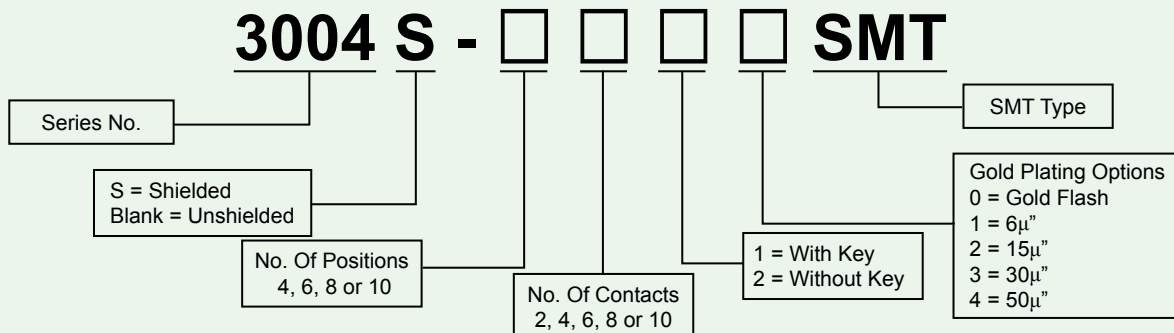 3004 S - □ □ □ □ SMT
Series No.
SMT Type
S = Shielded
Blank = Unshielded
No. Of Positions
4, 6, 8 or 10
No. Of Contacts
2, 4, 6, 8 or 10
1 = With Key
2 = Without Key
Gold Plating Options
0 = Gold Flash
1 = 6µ”
2 = 15µ”
3 = 30µ”
4 = 50µ”